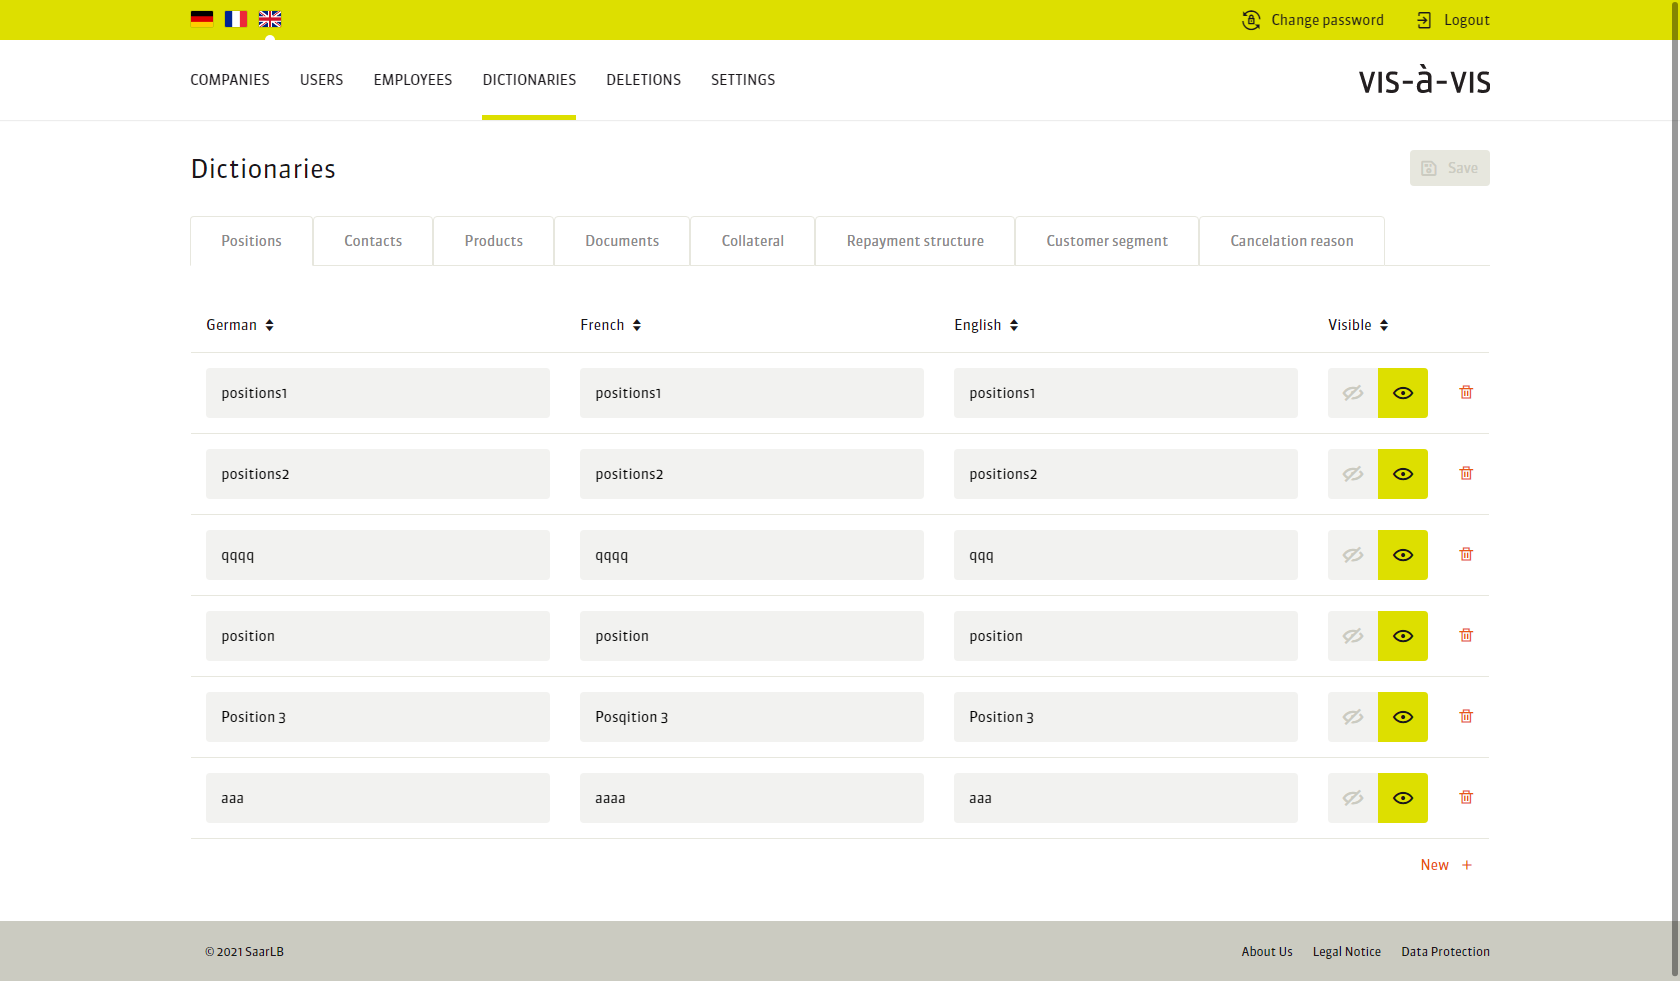 Change password Logout
COMPANIES USERS EMPLOYEES DICTIONARIES DELETIONS SETTINGS VIS-à-VIS
Dictionaries Save
Positions Contacts Products Documents Collateral Repayment structure Customer segment Cancelation reason
German French English Visible
positions1 positions1 positions1
positions2 positions2 positions2
qqqq qqqq qqq
position position position
Position 3 Posqition 3 Position 3
aaa aaaa aaa
New +
© 2021 SaarLB About Us Legal Notice Data Protection